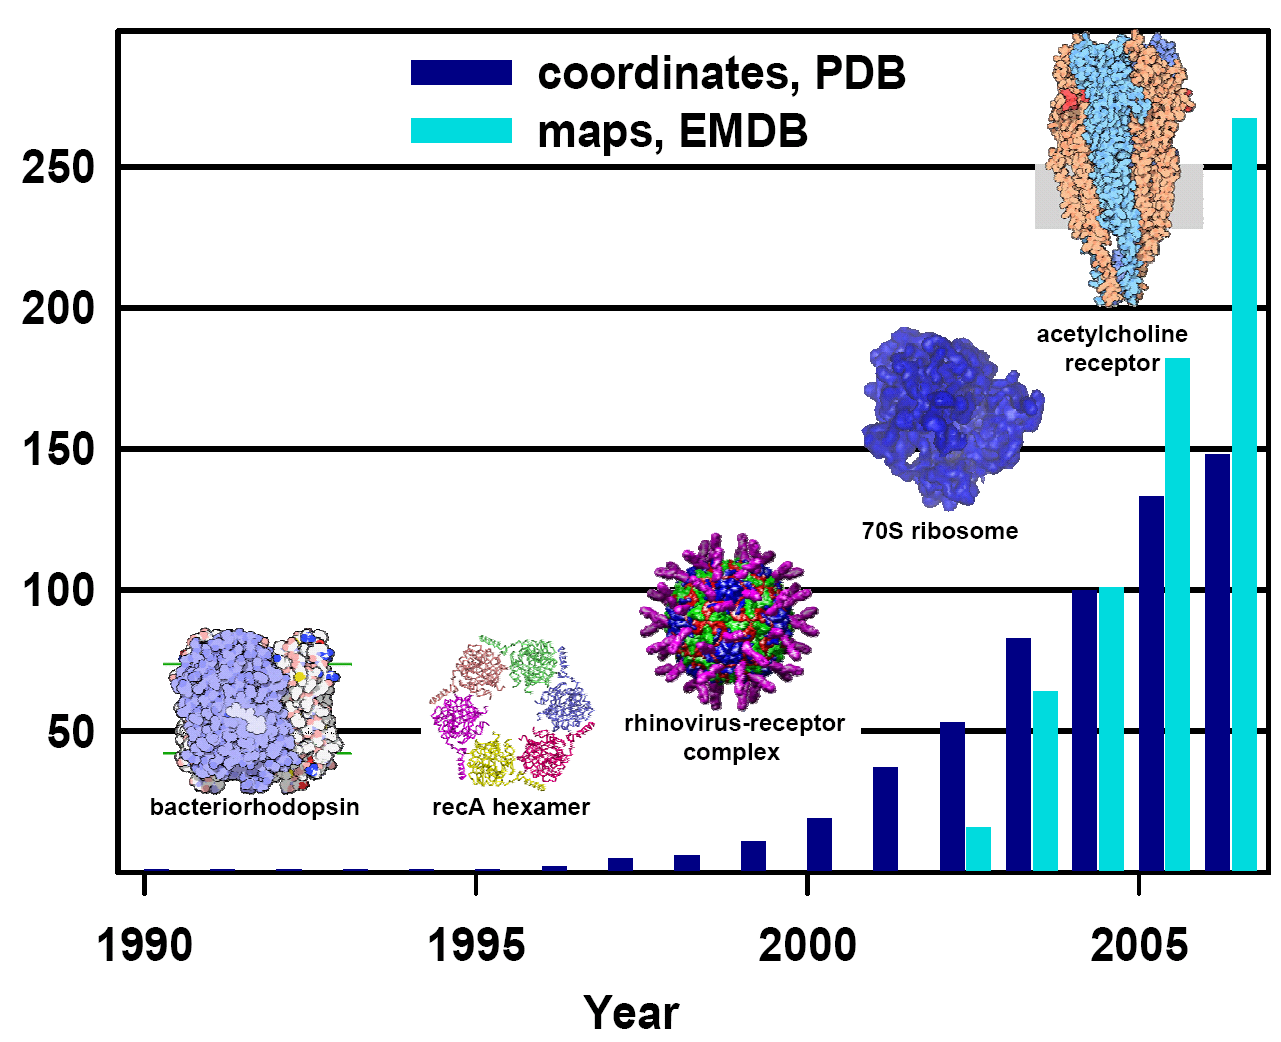 coordinates, PDB
maps, EMDB
250
200
150
100
50
acetylcholine
receptor
70S ribosome
rhinovirus-receptor
complex
bacteriorhodopsin
recA hexamer
1990
1995
2000
2005
Year